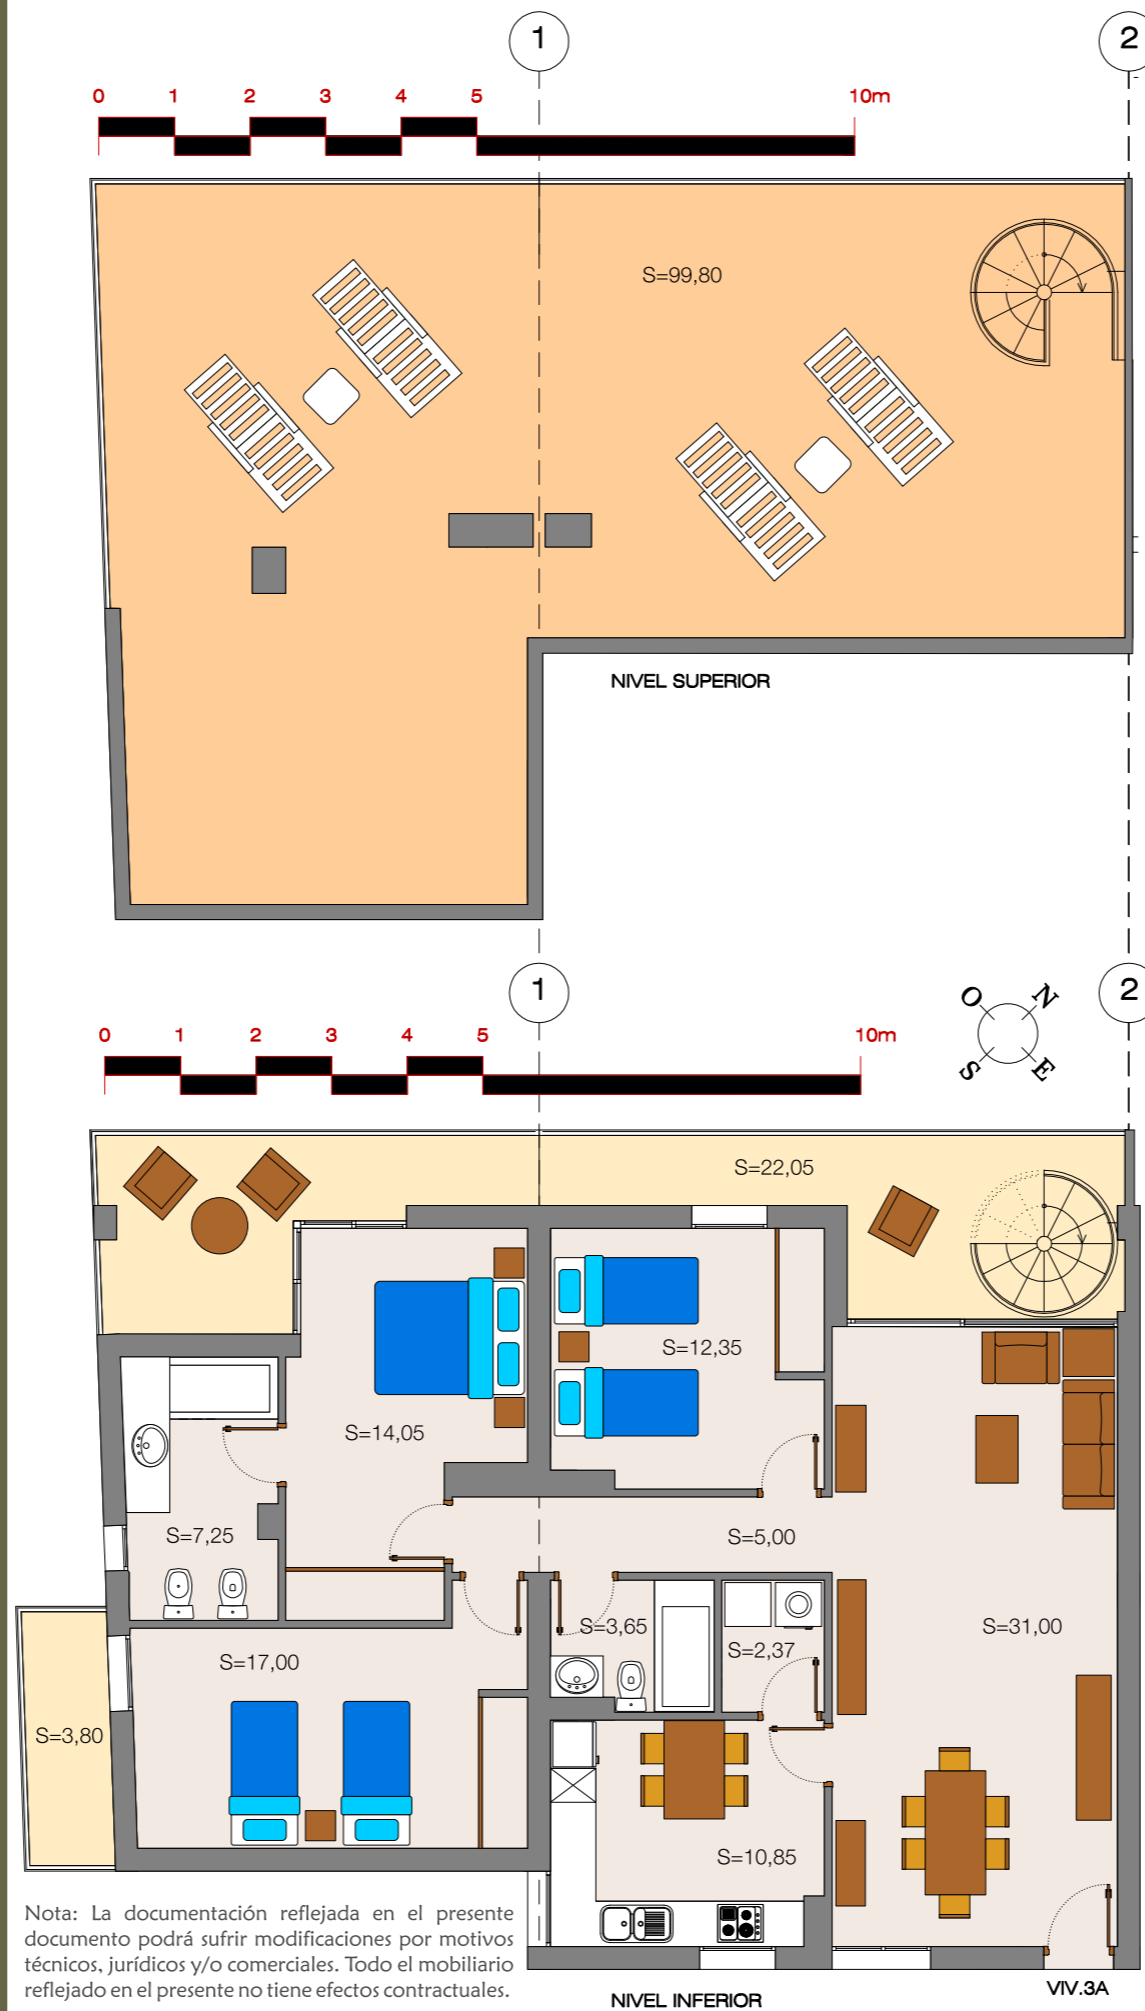 1 2
0 1 2 3 4 5 10m
S=99,80
NIVEL SUPERIOR
1 2
O N
S E
0 1 2 3 4 5 10m
S=22,05
S=12,35
S=14,05
S=7,25
S=5,00
S=3,65
S=2,37
S=31,00
S=17,00
S=3,80
S=10,85
Nota: La documentación reflejada en el presente
documento podrá sufrir modificaciones por motivos
técnicos, jurídicos y/o comerciales. Todo el mobiliario
reflejado en el presente no tiene efectos contractuales.
NIVEL INFERIOR
VIV.3A